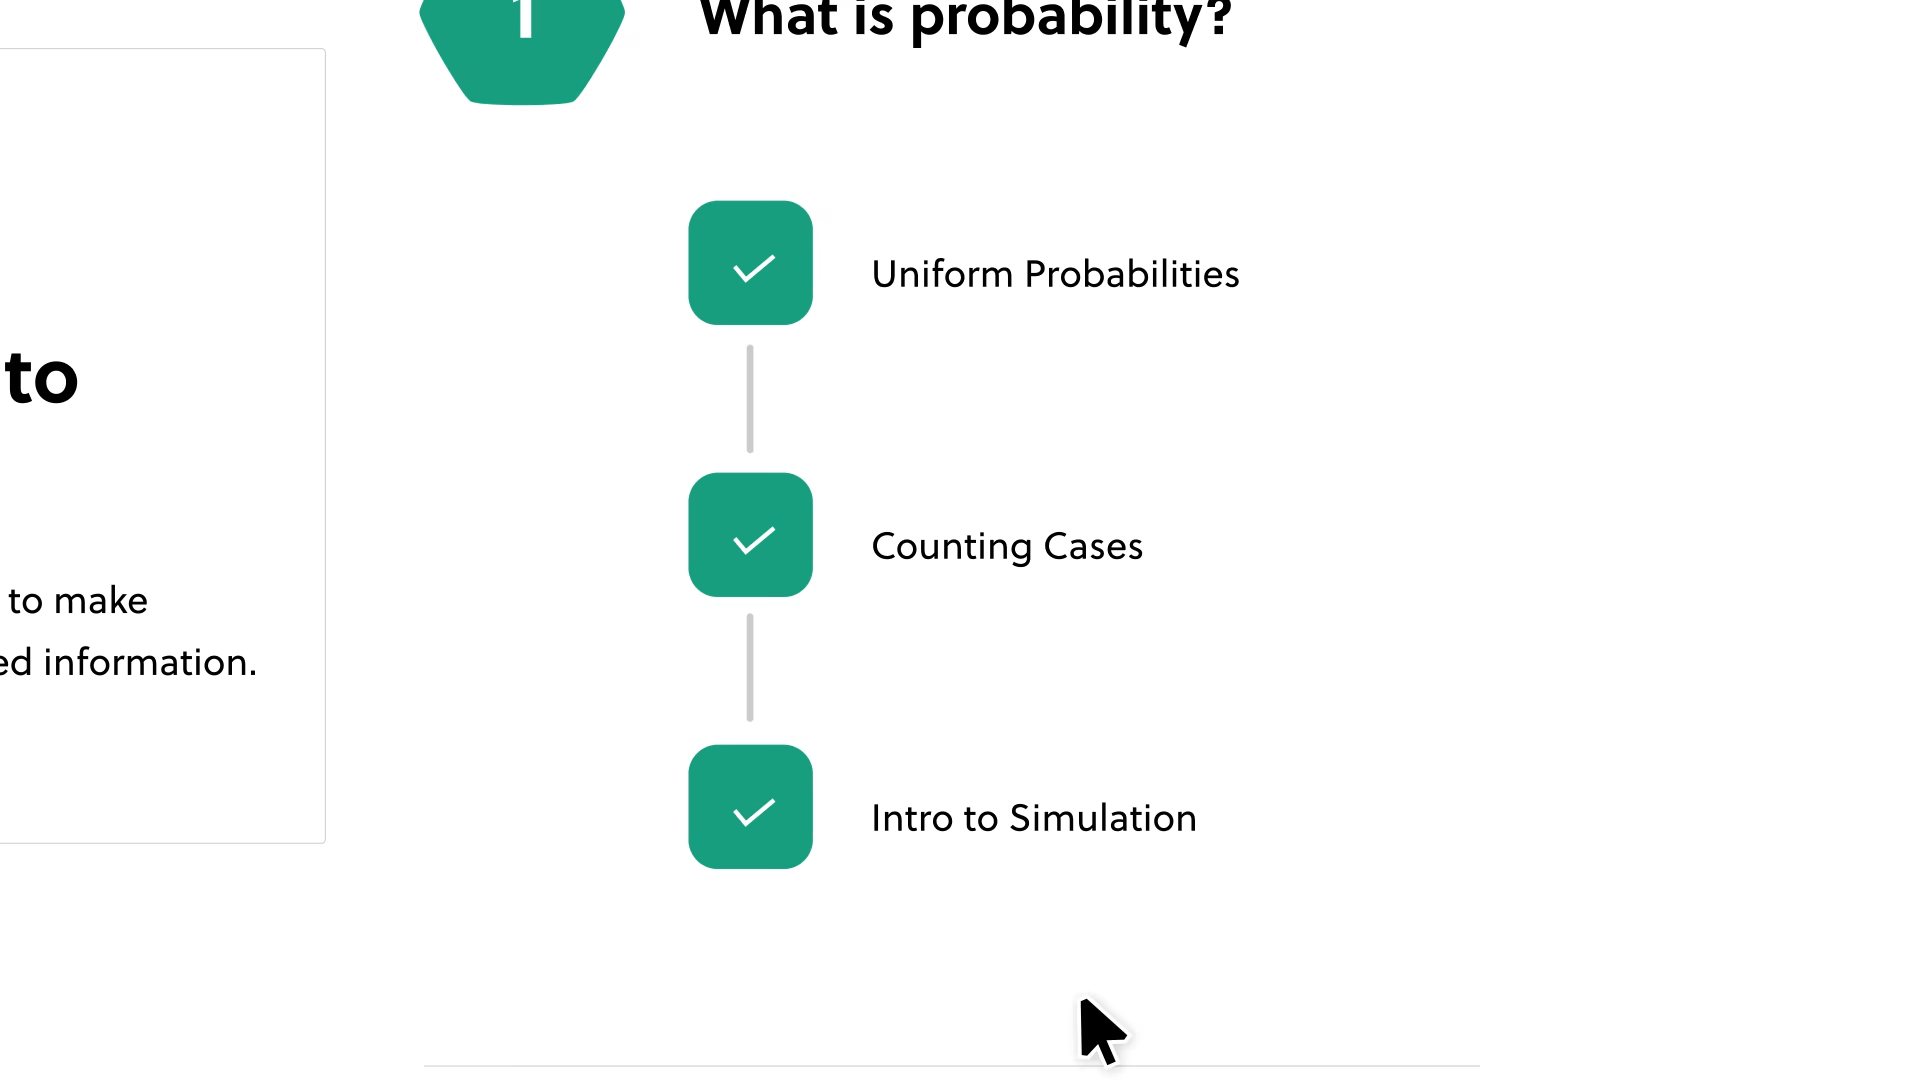 1
What is probability?
Uniform Probabilities
to
Counting Cases
to make
ed information.
Intro to Simulation